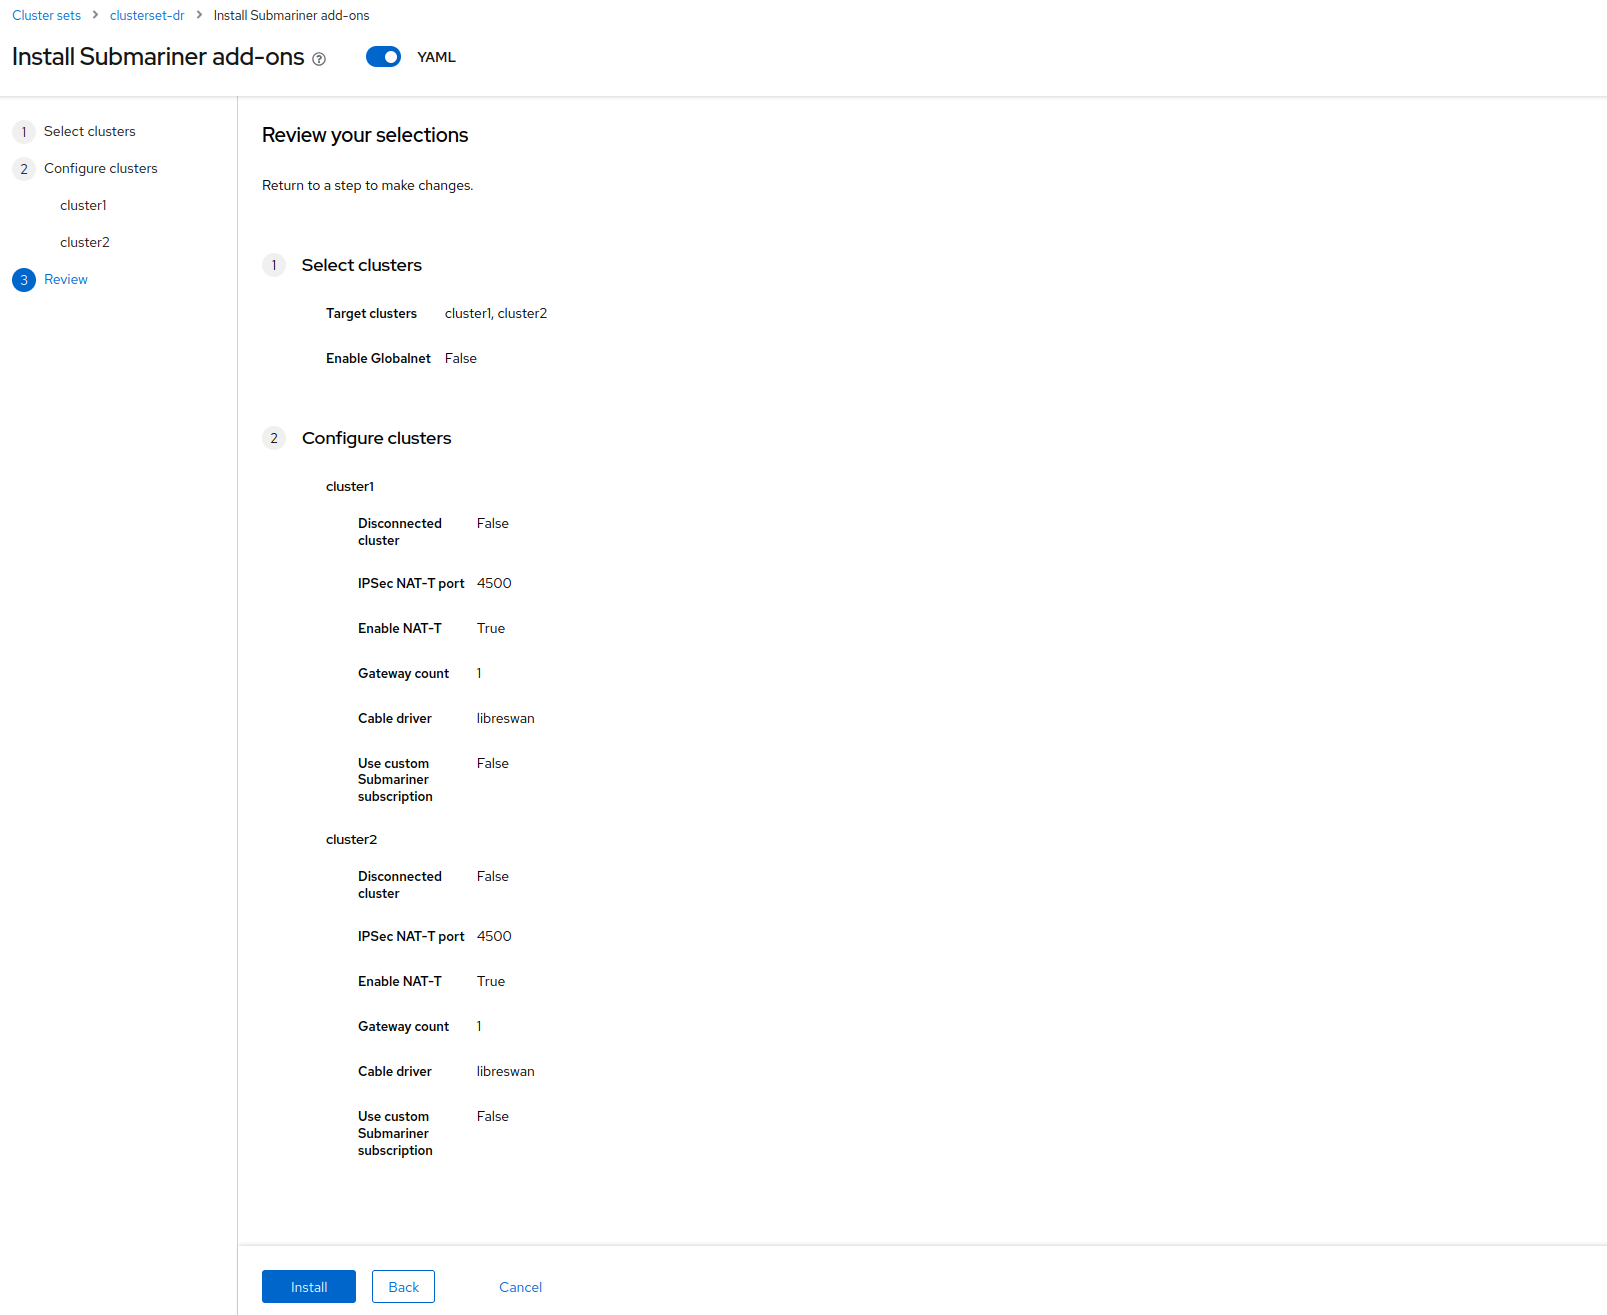 Cluster sets > clusterset-dr > Install Submariner add-ons
Install Submariner add-ons ? YAML
1 Select clusters
2 Configure clusters
cluster1
cluster2
3 Review
Review your selections
Return to a step to make changes.
1 Select clusters
Target clusters cluster1, cluster2
Enable Globalnet False
2 Configure clusters
cluster1
Disconnected False
cluster
IPSec NAT-T port 4500
Enable NAT-T True
Gateway count 1
Cable driver libreswan
Use custom False
Submariner
subscription
cluster2
Disconnected False
cluster
IPSec NAT-T port 4500
Enable NAT-T True
Gateway count 1
Cable driver libreswan
Use custom False
Submariner
subscription
Install Back Cancel